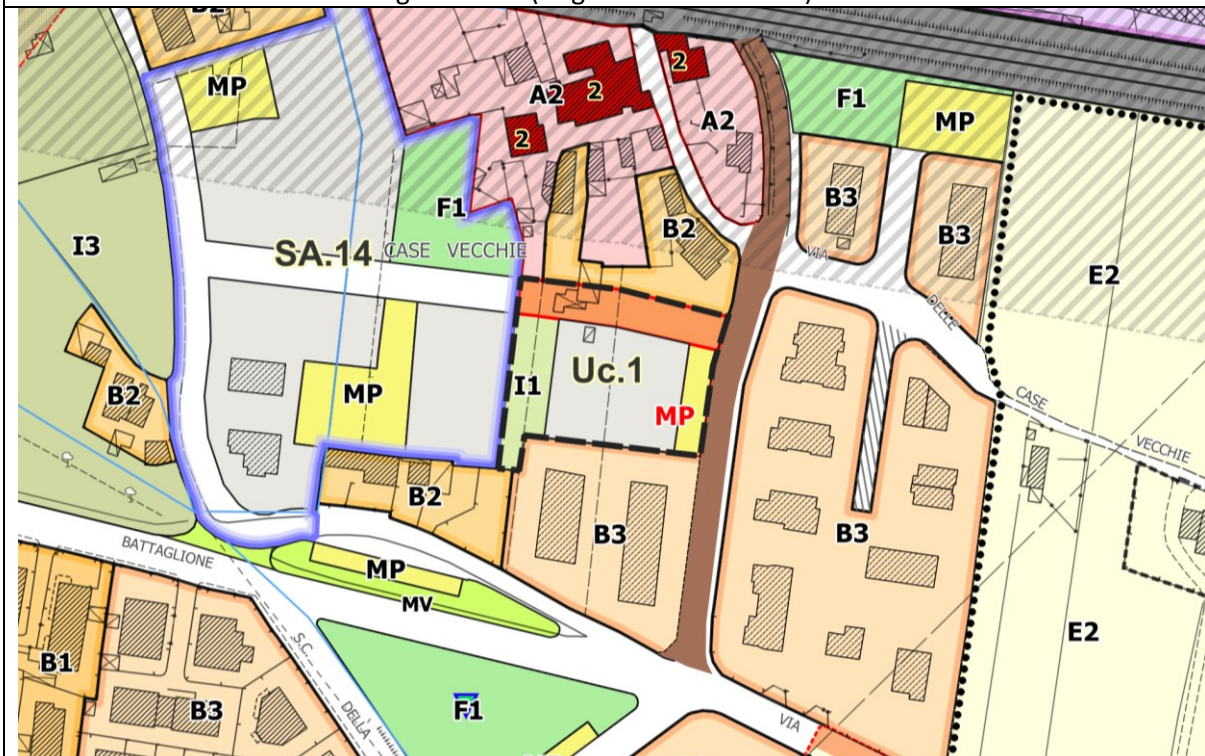 B2
MP
A2
2
2
2
A2
F1
MP
F1
B3
B3
B2
I3
SA.14
CASE VECCHIE
VIA
E2
DELLE
Uc.1
I1
MP
MP
B2
CASE
VECCHIE
B2
B3
B3
BATTAGLIONE
MP
MV
E2
B1
S.C.
DELLA
B3
F1
VIA